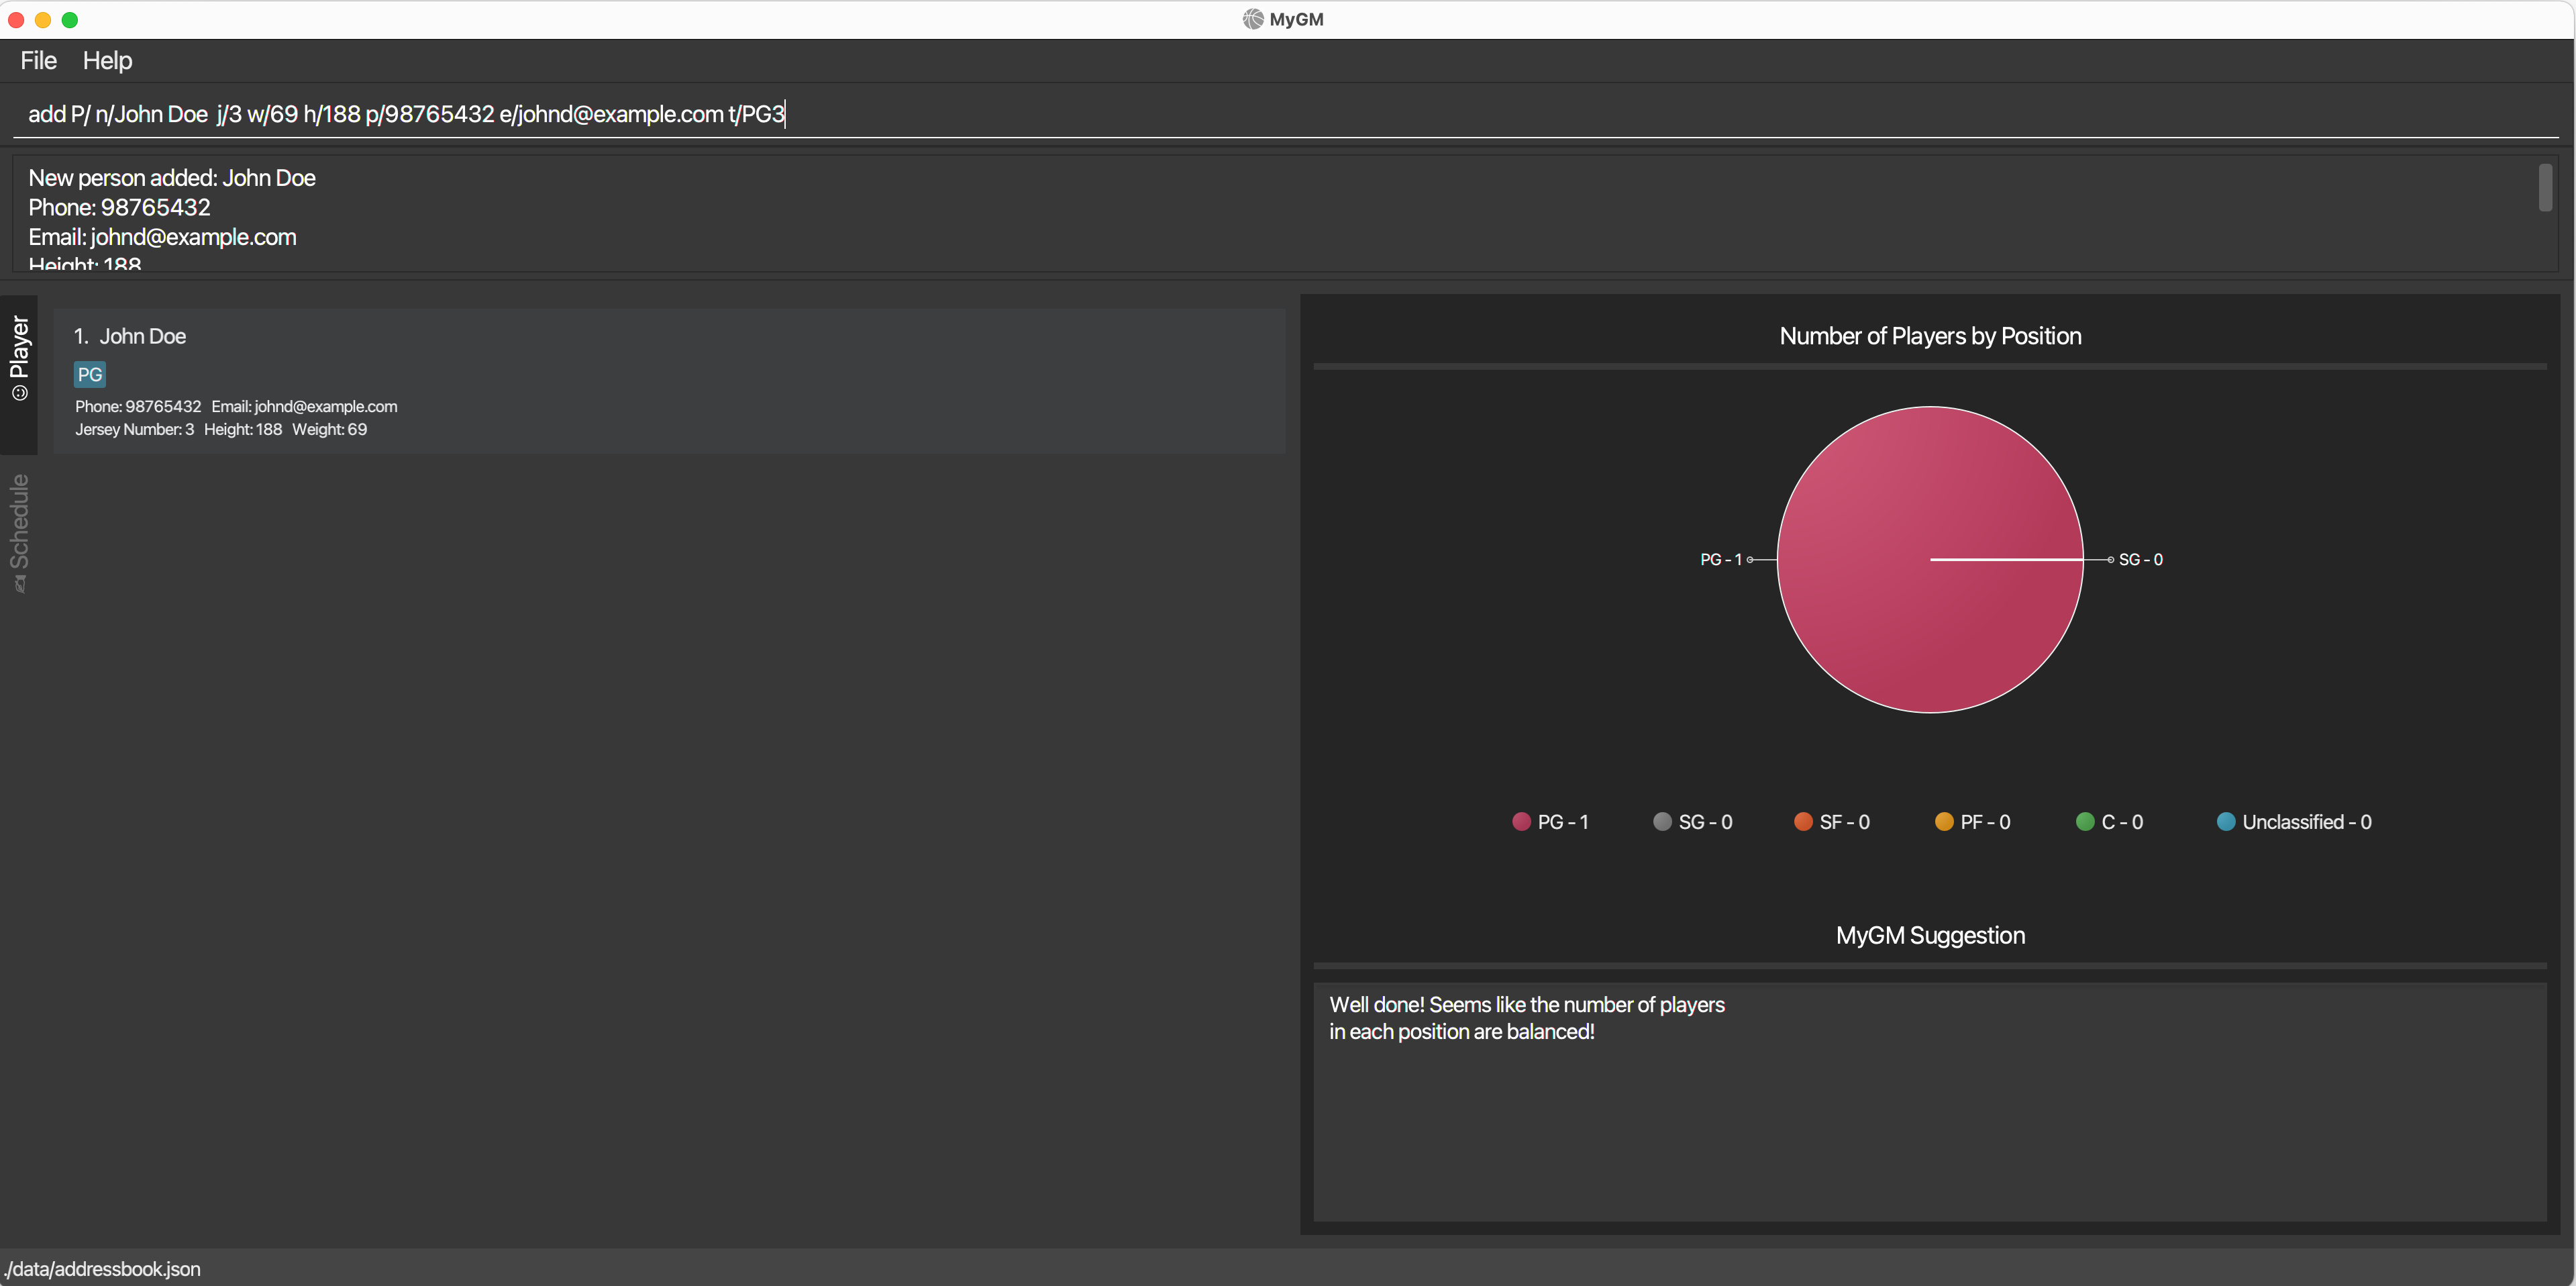 MyGM
File Help
add P/ n/John Doe  j/3 w/69 h/188 p/98765432 e/johnd@example.com t/PG3
New person added: John Doe
Phone: 98765432
Email: johnd@example.com
Height: 188
Player
Schedule
1. John Doe
PG
Phone: 98765432 Email: johnd@example.com
Jersey Number: 3 Height: 188 Weight: 69
Number of Players by Position
PG - 1
SG - 0
PG - 1 SG - 0 SF - 0 PF - 0 C - 0 Unclassified - 0
MyGM Suggestion
Well done! Seems like the number of players
in each position are balanced!
./data/addressbook.json